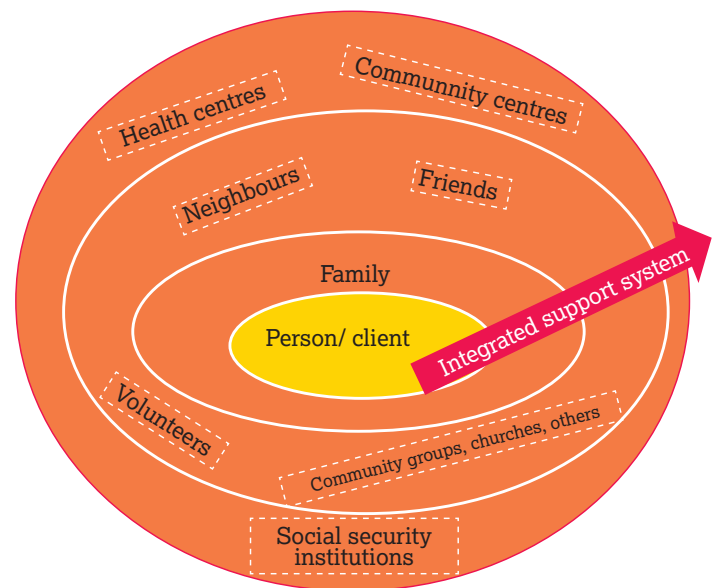 Health centres
Communnity centres
Neighbours
Friends
Family
Person/ client
Integrated support system
Volunteers
Community groups, churches, others
Social security
institutions